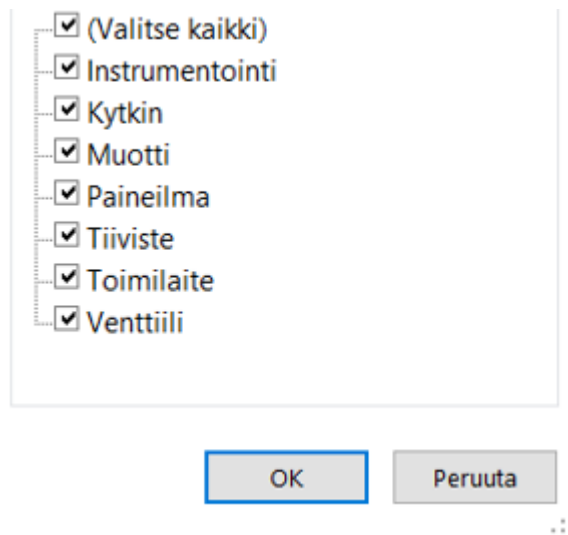 (Valitse kaikki)
Instrumentointi
Kytkin
Muotti
Paineilma
Tiiviste
Toimilaite
Venttiili
OK Peruuta